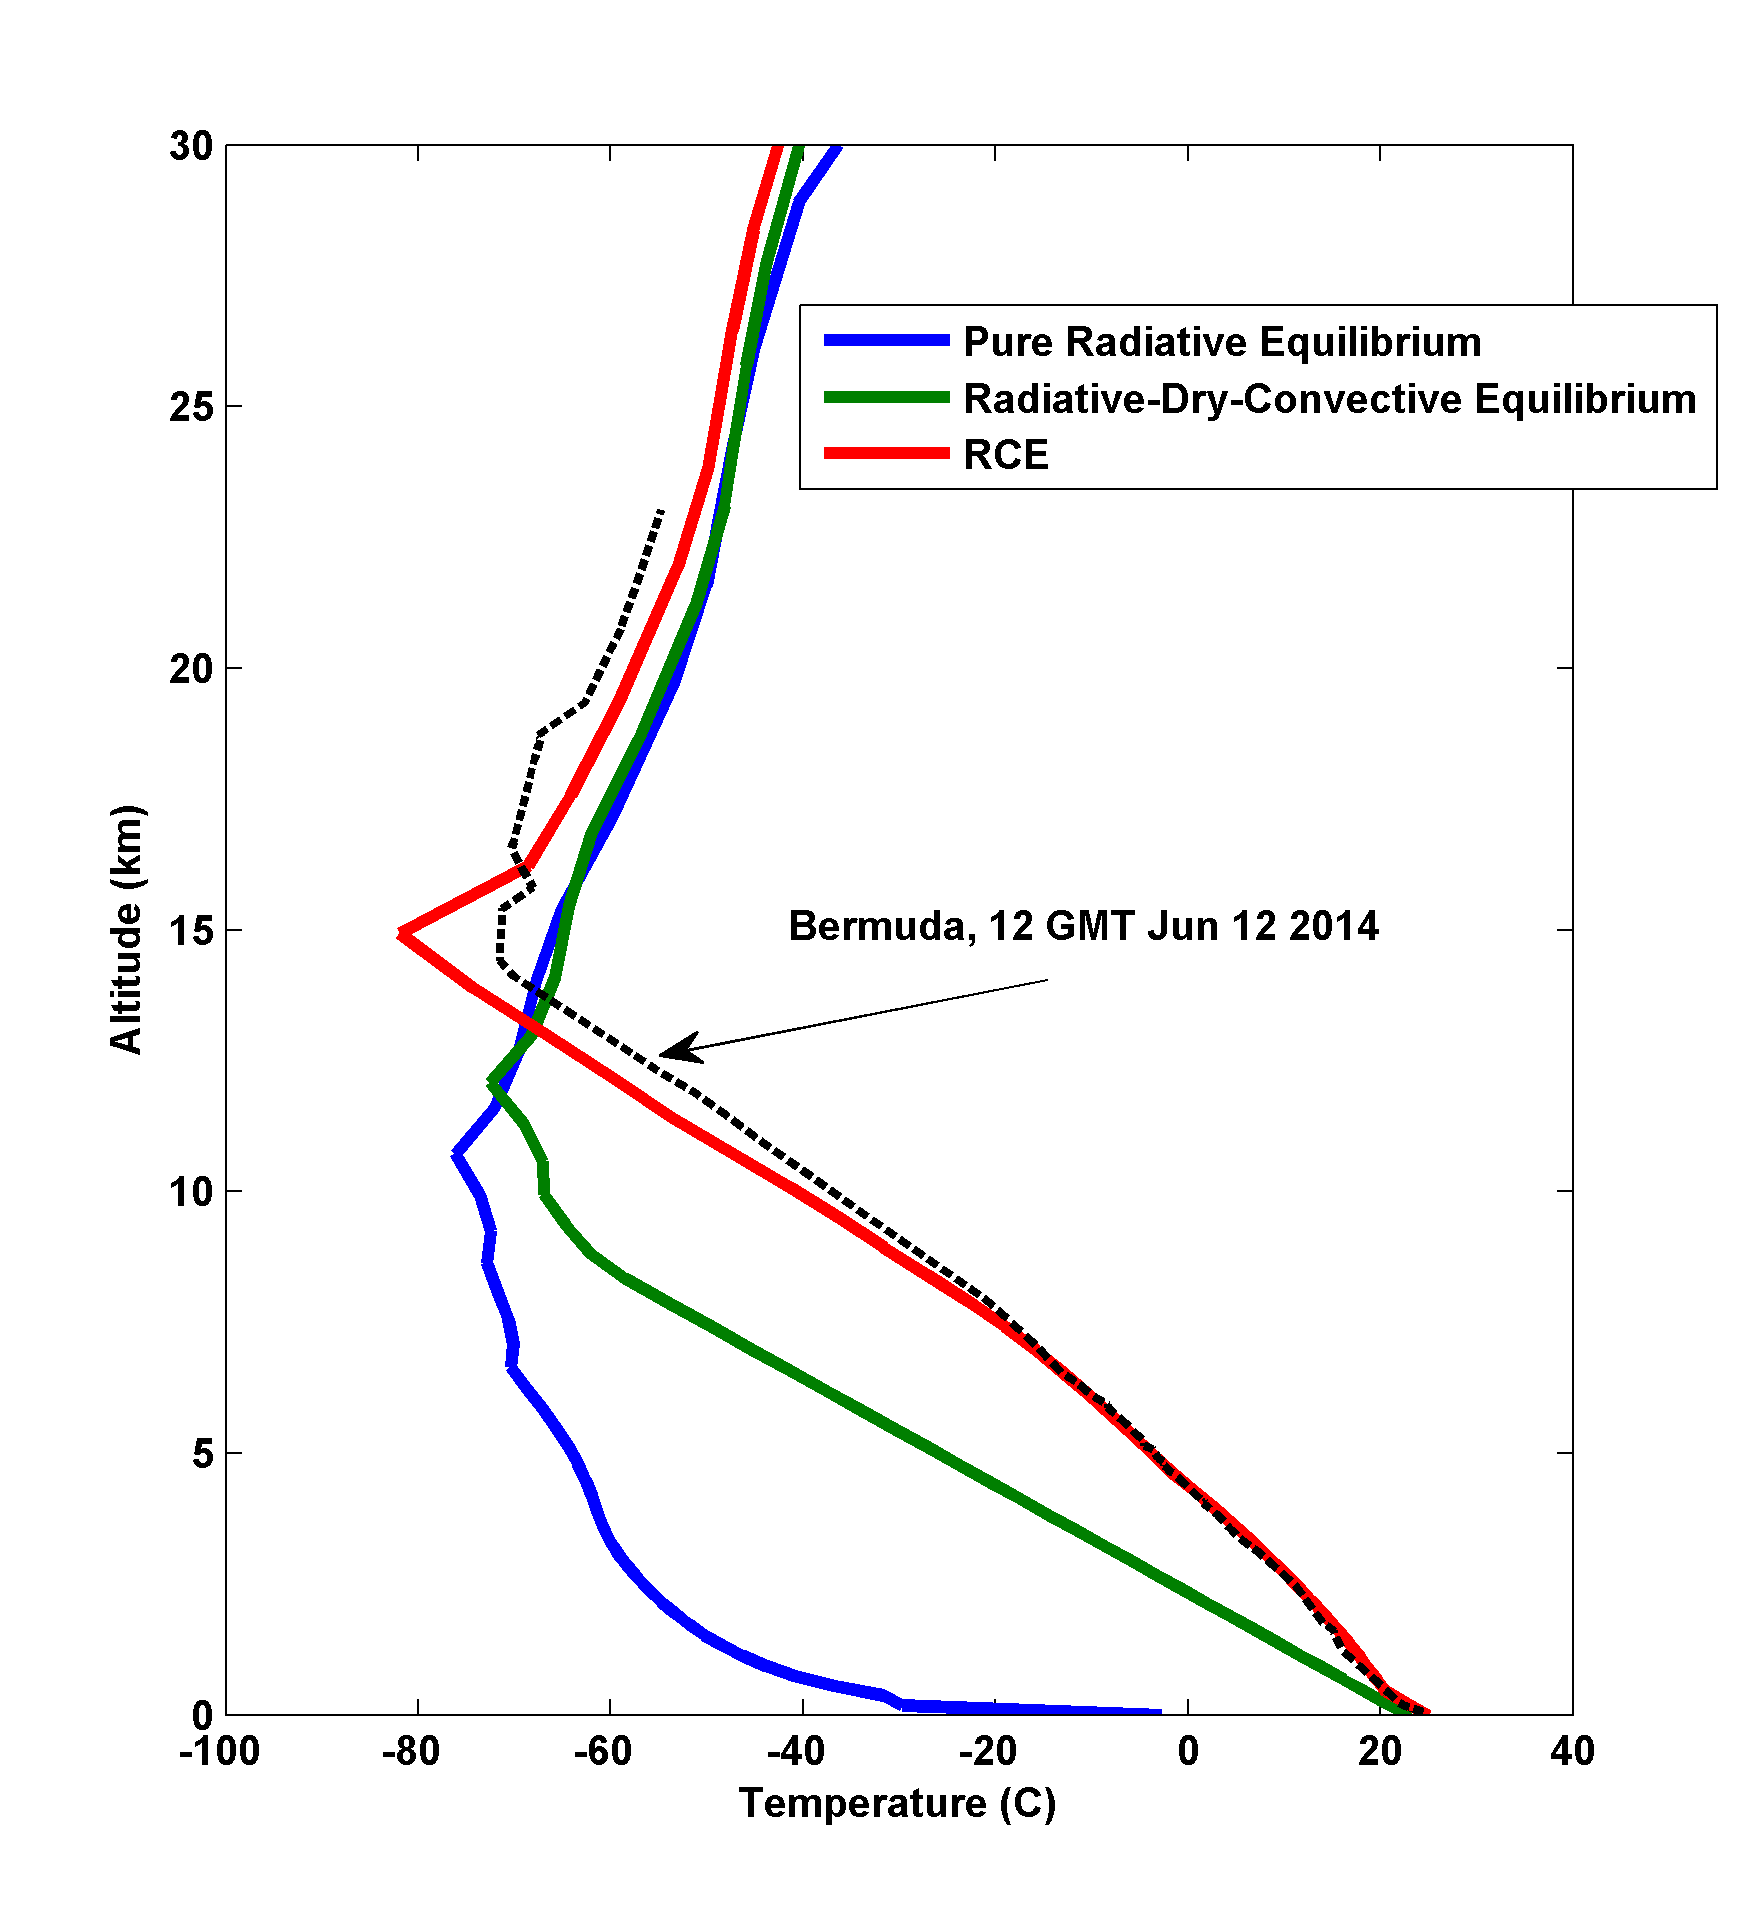 30
25
20
15
10
5
0
Altitude (km)
Pure Radiative Equilibrium
Radiative-Dry-Convective Equilibrium
RCE
Bermuda, 12 GMT Jun 12 2014
-100 -80 -60 -40 -20 0 20 40
Temperature (C)